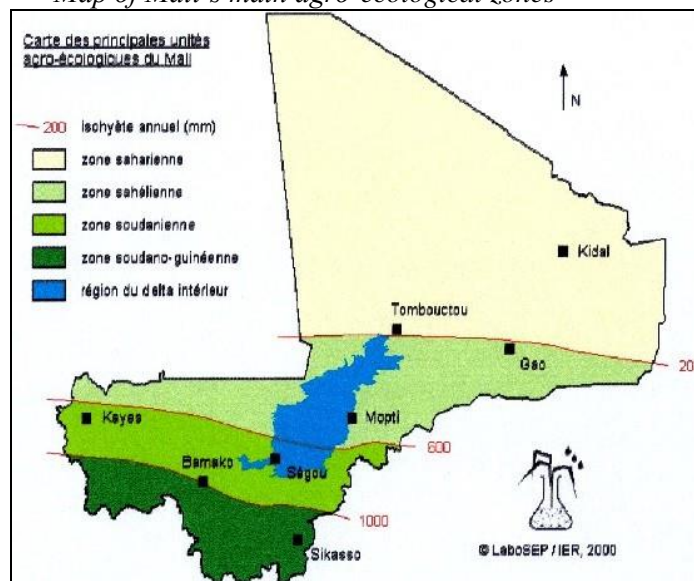 Map of Mali's main agro-ecological zones
Carte des principales unités
agro-écologiques du Mali
200 isohyète annuel (mm)
zone saharienne
zone sahélienne
zone soudanienne
zone soudano-guinéenne
région du delta intérieur
N
Kidal
Tombouctou
Gao
20
Kayes
Mopti
600
Bamako
Ségou
1000
Sikasso
© LaboSEP / IER, 2000